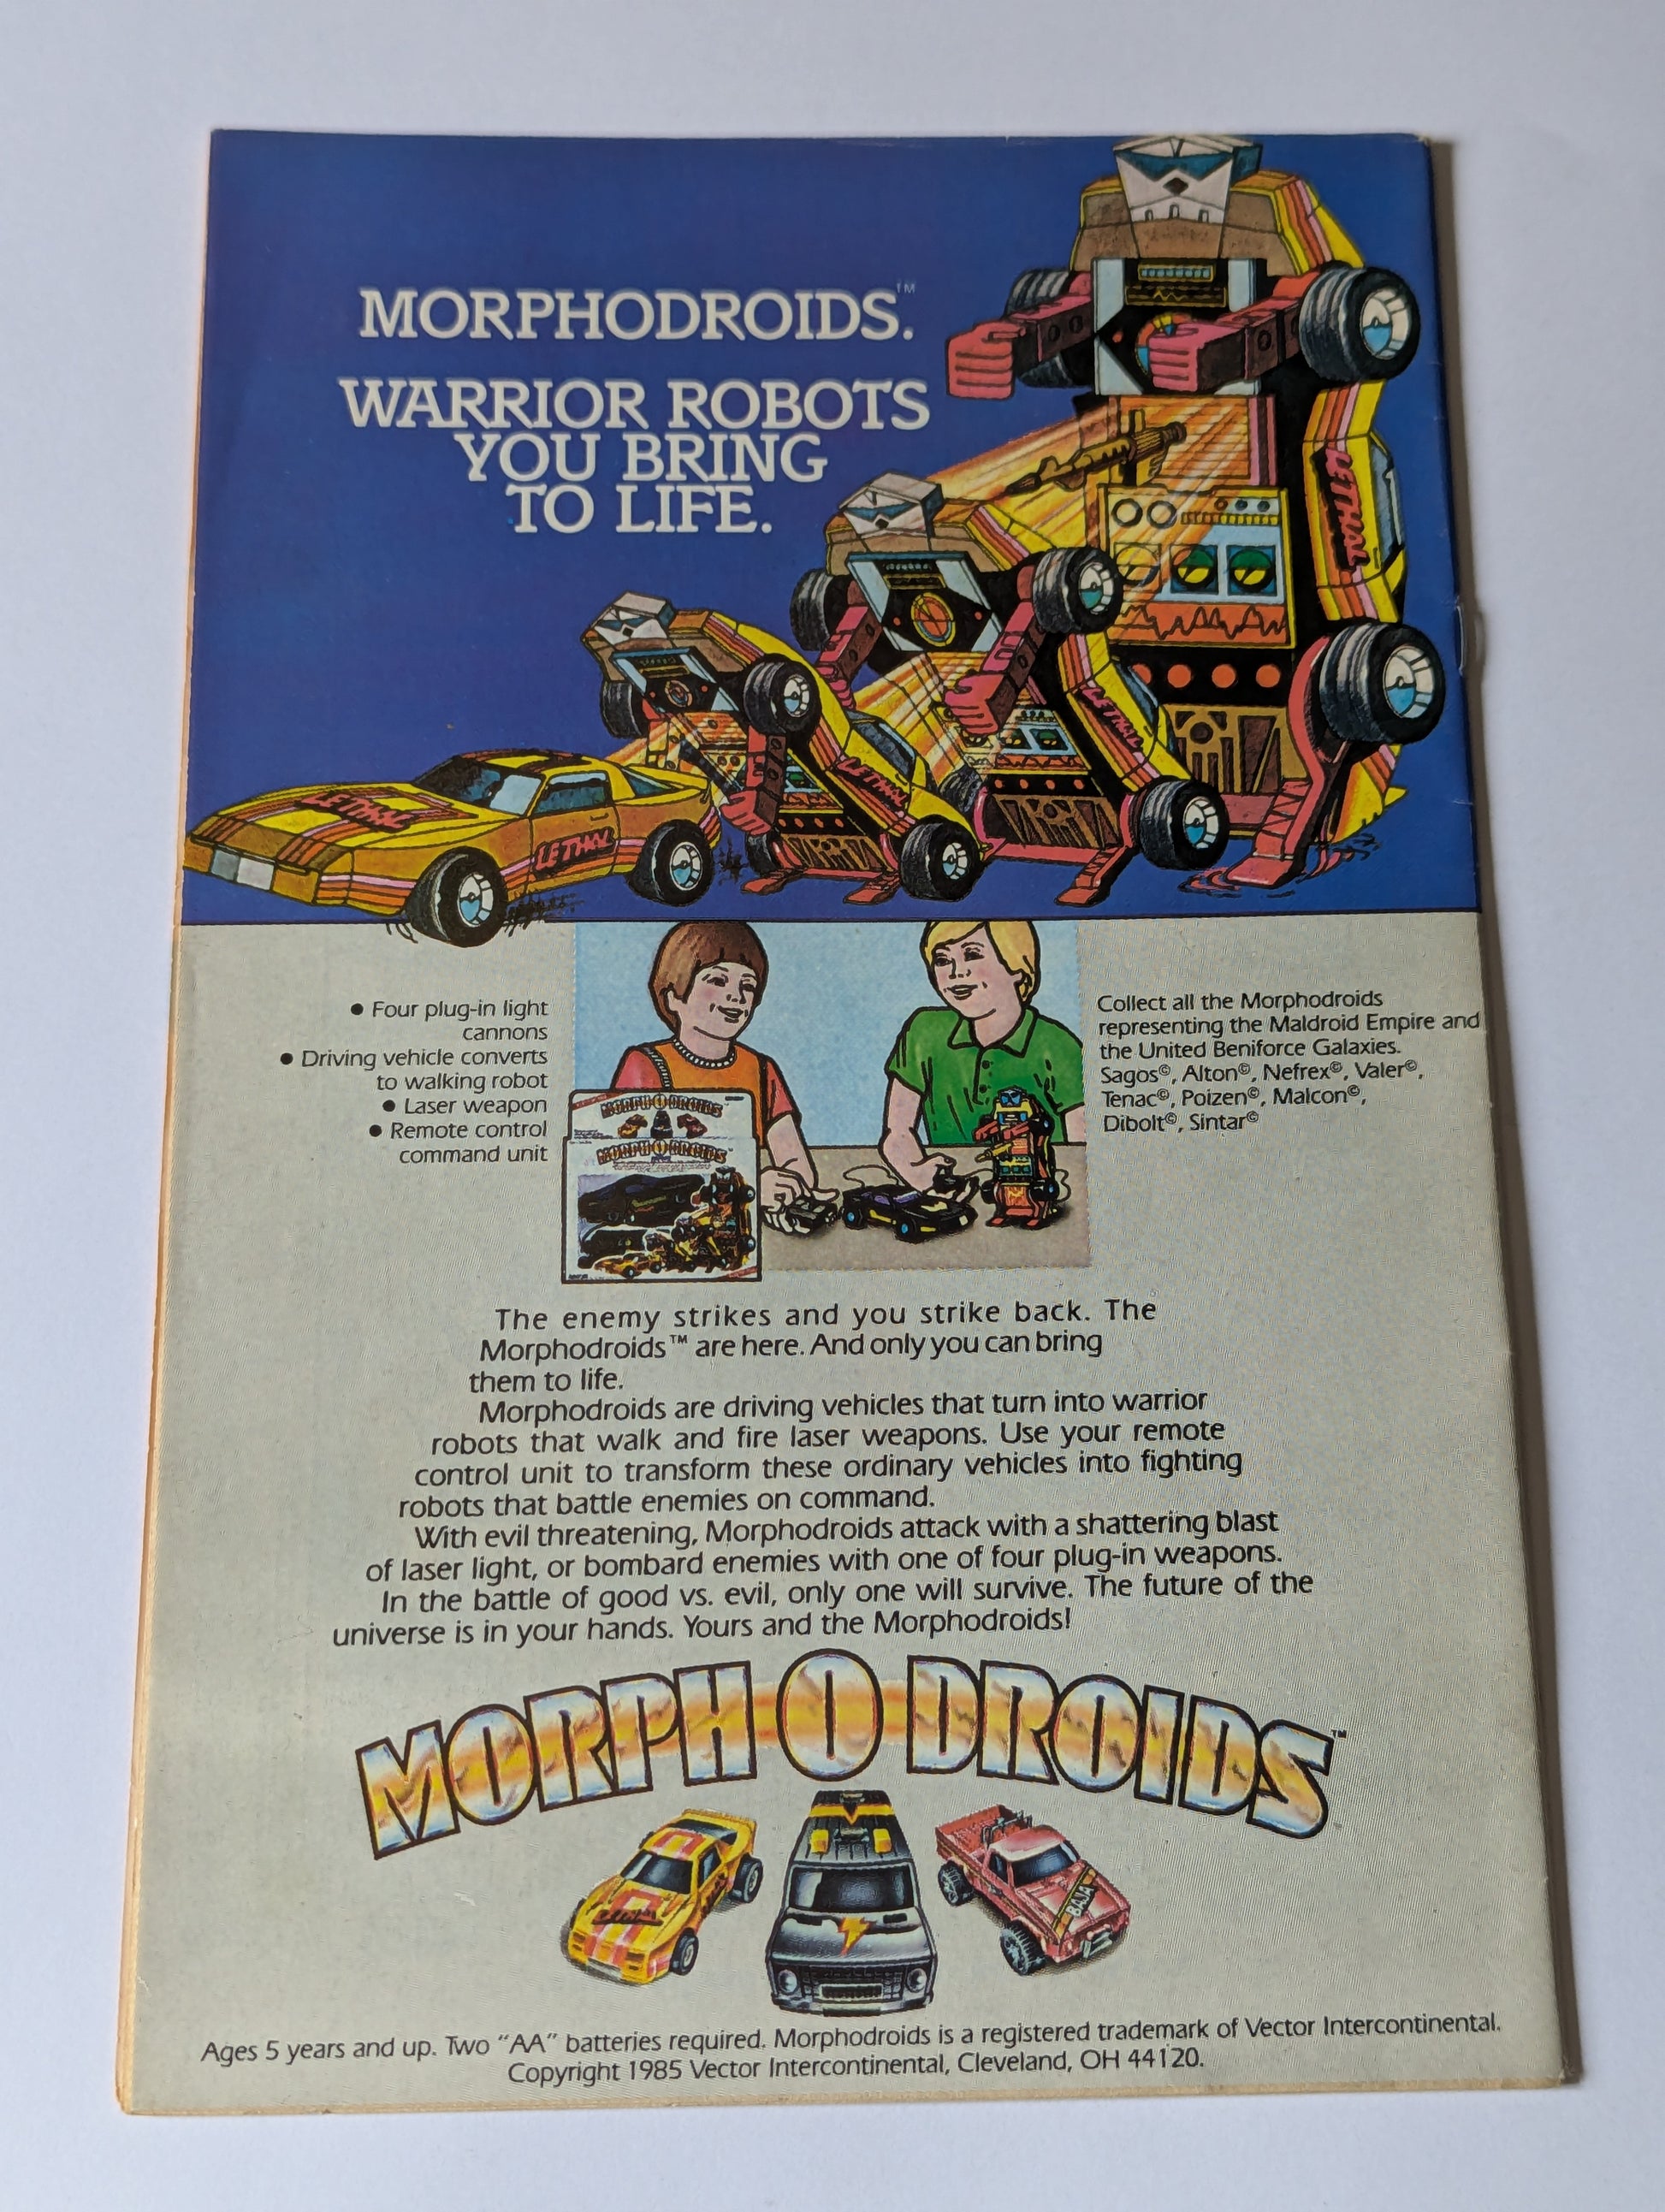 MORPHODROIDS.™
WARRIOR ROBOTS
YOU BRING
TO LIFE.
LETHAL
LETHAL
LETHAL
LETHAL
LETHAL
• Four plug-in light
cannons
• Driving vehicle converts
to walking robot
• Laser weapon
• Remote control
command unit
MORPH O DROIDS
MORPH O DROIDS
Collect all the Morphodroids
representing the Maldroid Empire and
the United Beniforce Galaxies.
Sagos©, Alton©, Nefrex©, Valer©,
Tenac©, Poizen©, Malcon©,
Dibolt©, Sintar©
The enemy strikes and you strike back. The
Morphodroids™ are here. And only you can bring
them to life.
Morphodroids are driving vehicles that turn into warrior
robots that walk and fire laser weapons. Use your remote
control unit to transform these ordinary vehicles into fighting
robots that battle enemies on command.
With evil threatening, Morphodroids attack with a shattering blast
of laser light, or bombard enemies with one of four plug-in weapons.
In the battle of good vs. evil, only one will survive. The future of the
universe is in your hands. Yours and the Morphodroids!
MORPH O DROIDS™
BAJA
Ages 5 years and up. Two "AA" batteries required. Morphodroids is a registered trademark of Vector Intercontinental.
Copyright 1985 Vector Intercontinental, Cleveland, OH 44120.